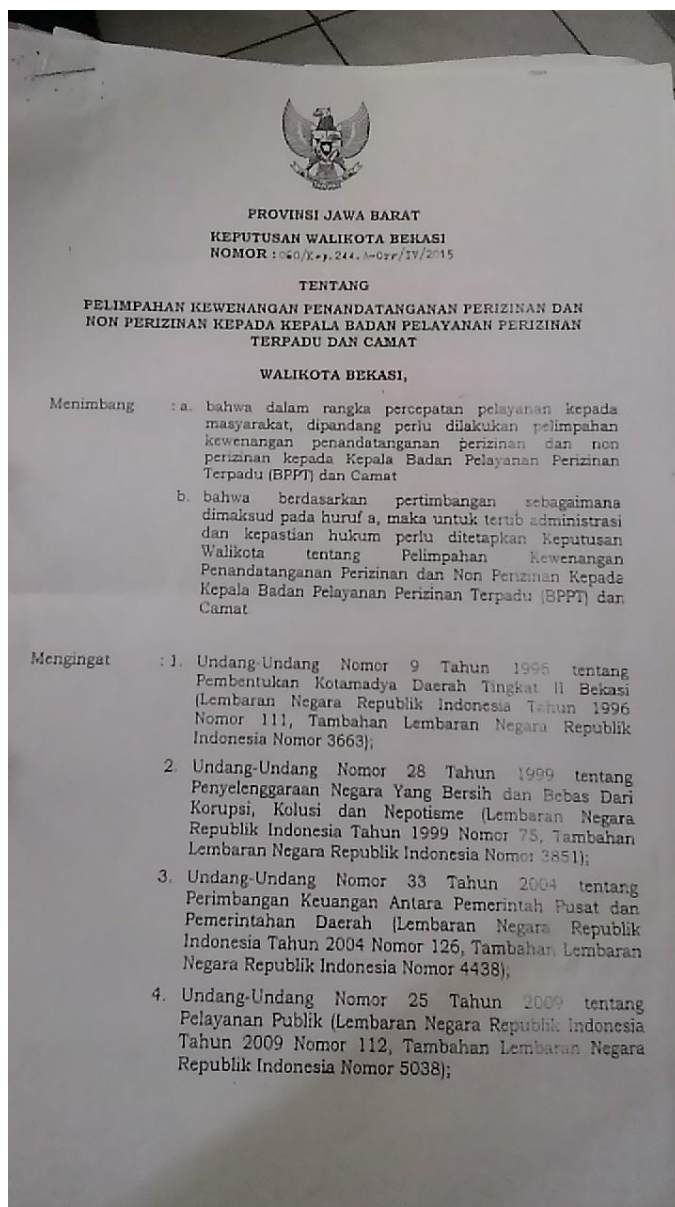 PROVINSI JAWA BARAT
KEPUTUSAN WALIKOTA BEKASI
NOMOR : 060/Kep.244.A-Orr/IV/2015
TENTANG
PELIMPAHAN KEWENANGAN PENANDATANGANAN PERIZINAN DAN
NON PERIZINAN KEPADA KEPALA BADAN PELAYANAN PERIZINAN
TERPADU DAN CAMAT
WALIKOTA BEKASI,
Menimbang : a. bahwa dalam rangka percepatan pelayanan kepada
masyarakat, dipandang perlu dilakukan pelimpahan
kewenangan penandatanganan perizinan dan non
perizinan kepada Kepala Badan Pelayanan Perizinan
Terpadu (BPPT) dan Camat
b. bahwa berdasarkan pertimbangan sebagaimana
dimaksud pada huruf a, maka untuk tertib administrasi
dan kepastian hukum perlu ditetapkan Keputusan
Walikota tentang Pelimpahan Kewenangan
Penandatanganan Perizinan dan Non Perizinan Kepada
Kepala Badan Pelayanan Perizinan Terpadu (BPPT) dan
Camat
Mengingat : 1. Undang-Undang Nomor 9 Tahun 1996 tentang
Pembentukan Kotamadya Daerah Tingkat II Bekasi
(Lembaran Negara Republik Indonesia Tahun 1996
Nomor 111, Tambahan Lembaran Negara Republik
Indonesia Nomor 3663);
2. Undang-Undang Nomor 28 Tahun 1999 tentang
Penyelenggaraan Negara Yang Bersih dan Bebas Dari
Korupsi, Kolusi dan Nepotisme (Lembaran Negara
Republik Indonesia Tahun 1999 Nomor 75, Tambahan
Lembaran Negara Republik Indonesia Nomor 3851);
3. Undang-Undang Nomor 33 Tahun 2004 tentang
Perimbangan Keuangan Antara Pemerintah Pusat dan
Pemerintahan Daerah (Lembaran Negara Republik
Indonesia Tahun 2004 Nomor 126, Tambahan Lembaran
Negara Republik Indonesia Nomor 4438);
4. Undang-Undang Nomor 25 Tahun 2009 tentang
Pelayanan Publik (Lembaran Negara Republik Indonesia
Tahun 2009 Nomor 112, Tambahan Lembaran Negara
Republik Indonesia Nomor 5038);